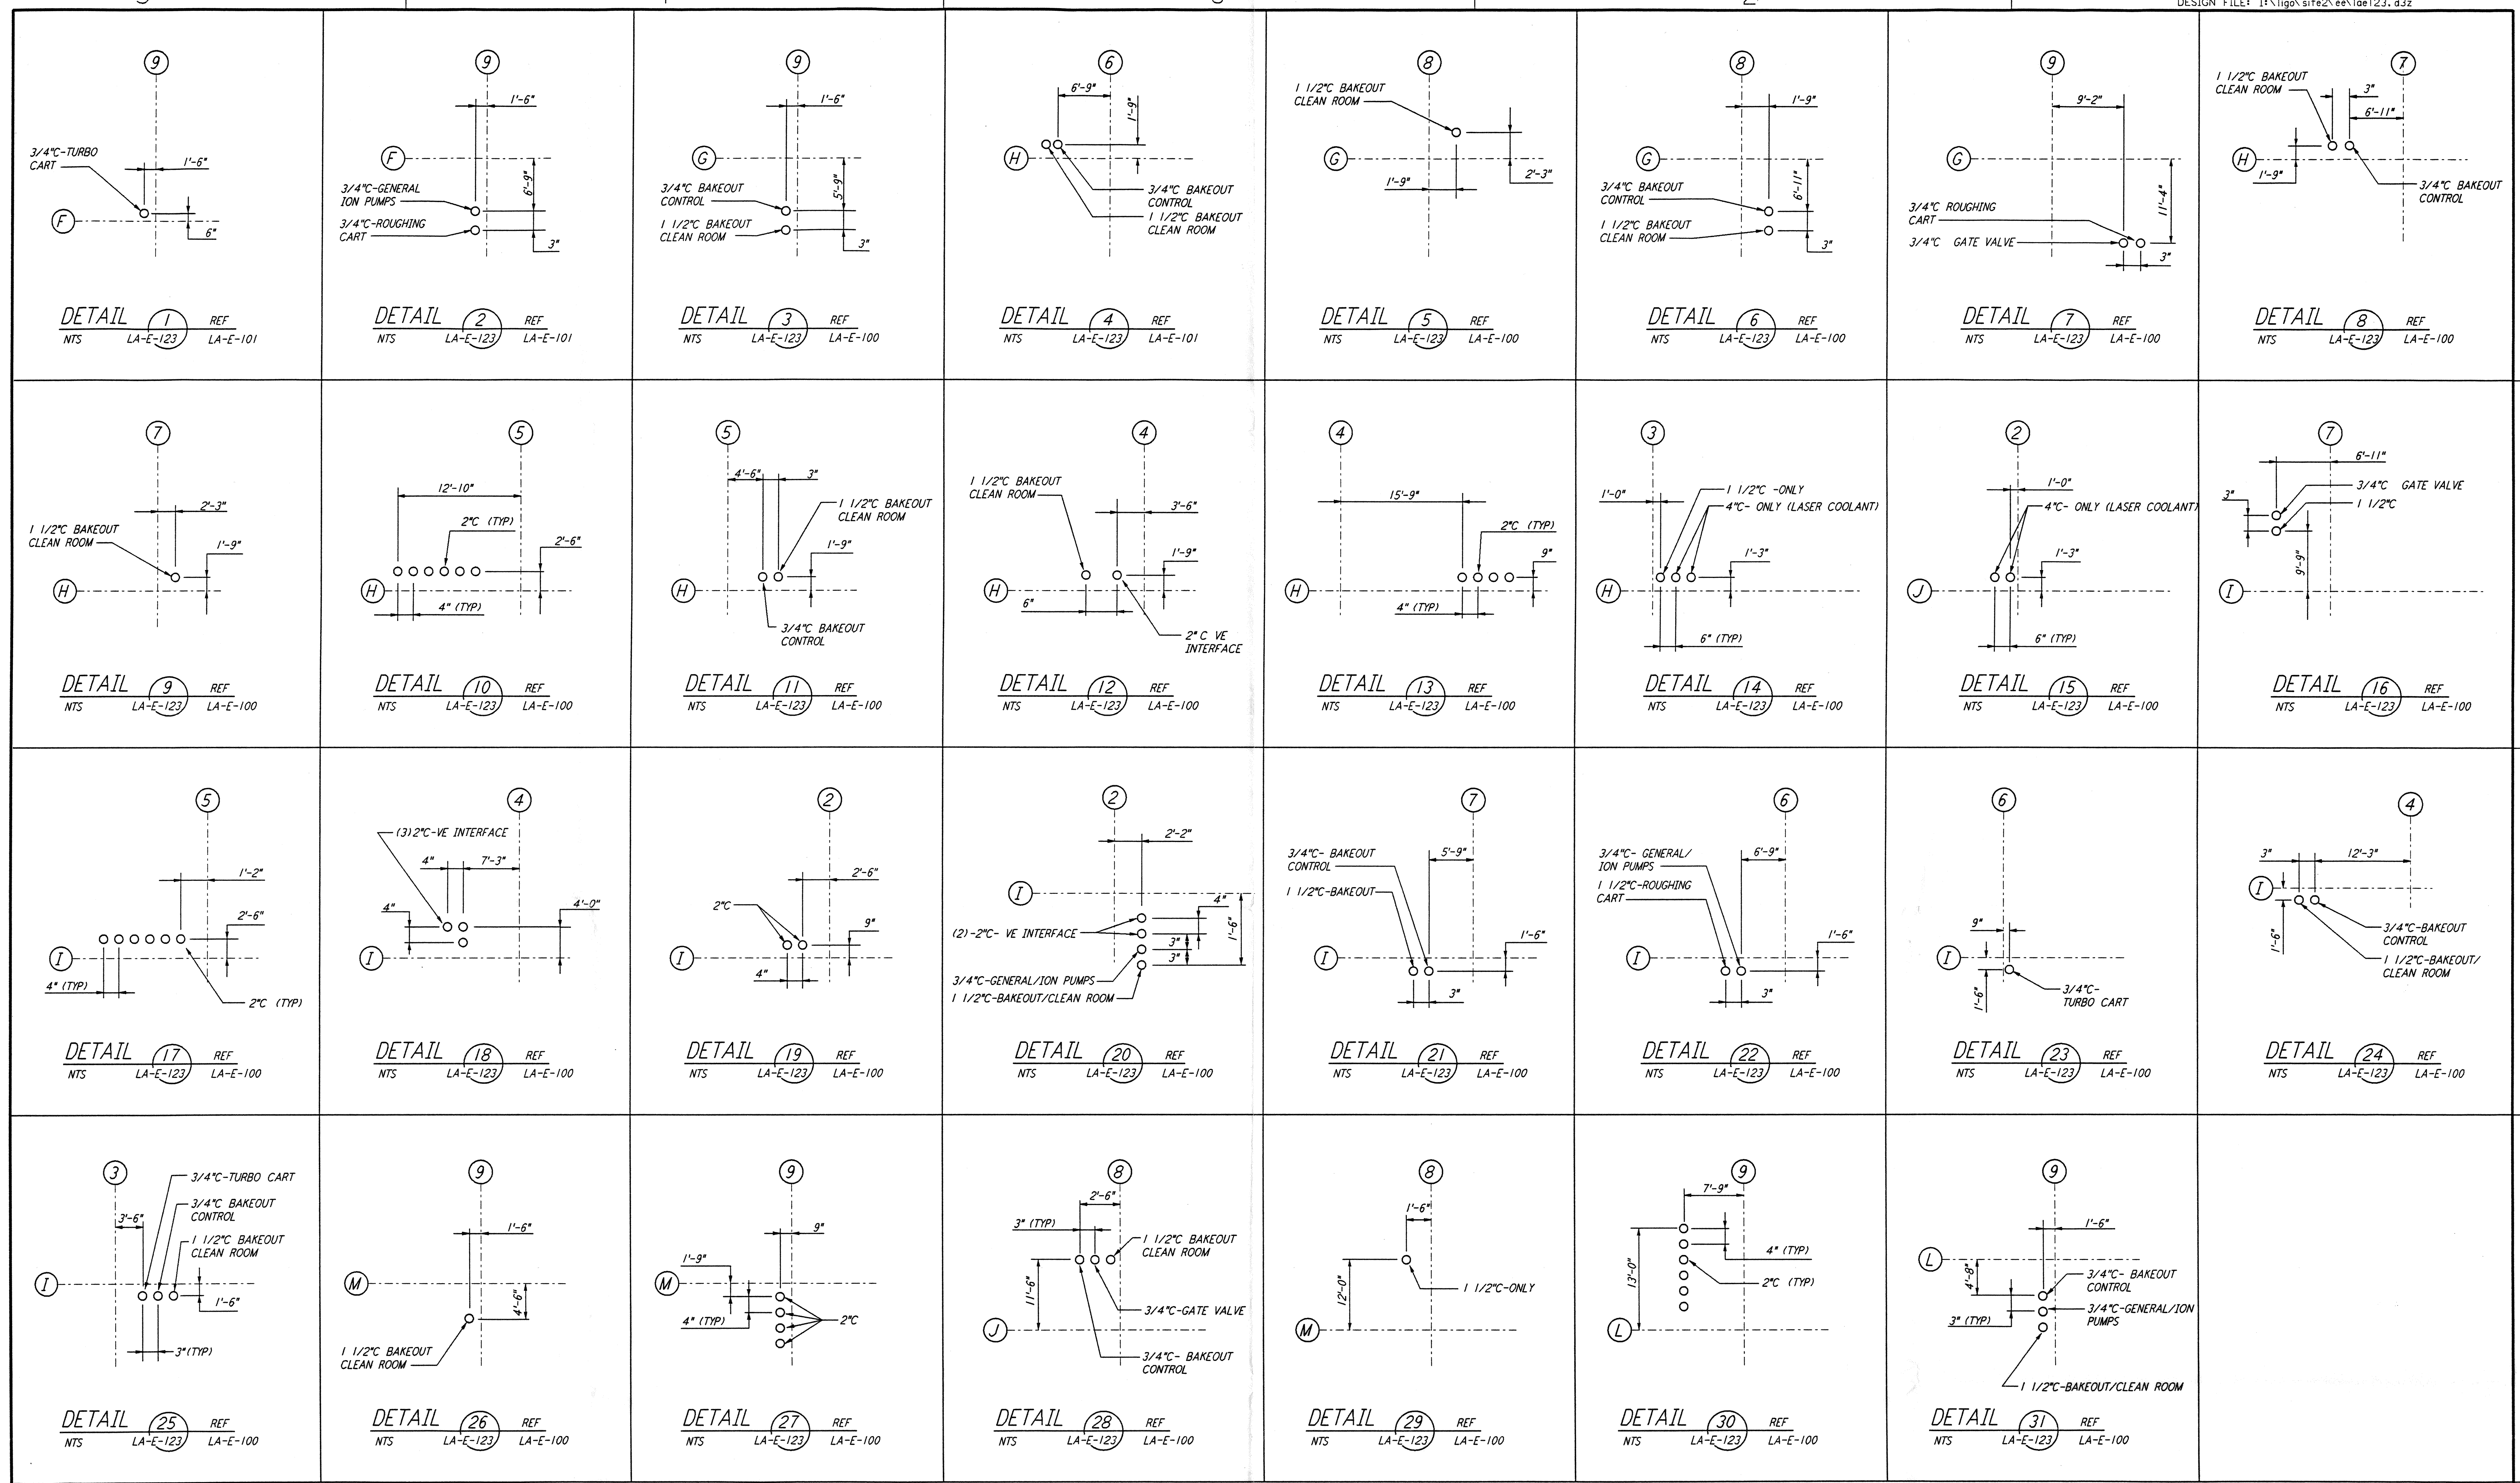 DESIGN FILE: I:\ligo\site2\ee\lae123.d3z
9
1'-6"
3/4"C-TURBO
CART
F
6"
DETAIL 1 REF
NTS LA-E-123 LA-E-101
9
1'-6"
F
6'-9"
3/4"C-GENERAL
ION PUMPS
3/4"C-ROUGHING
CART
3"
DETAIL 2 REF
NTS LA-E-123 LA-E-101
9
1'-6"
G
5'-9"
3/4"C BAKEOUT
CONTROL
1 1/2"C BAKEOUT
CLEAN ROOM
3"
DETAIL 3 REF
NTS LA-E-123 LA-E-100
6
6'-9"
1'-9"
H
3/4"C BAKEOUT
CONTROL
1 1/2"C BAKEOUT
CLEAN ROOM
DETAIL 4 REF
NTS LA-E-123 LA-E-101
8
1 1/2"C BAKEOUT
CLEAN ROOM
G
1'-9"
2'-3"
DETAIL 5 REF
NTS LA-E-123 LA-E-100
8
1'-9"
G
6'-11"
3/4"C BAKEOUT
CONTROL
1 1/2"C BAKEOUT
CLEAN ROOM
3"
DETAIL 6 REF
NTS LA-E-123 LA-E-100
9
9'-2"
G
11'-4"
3/4"C ROUGHING
CART
3/4"C GATE VALVE
3"
DETAIL 7 REF
NTS LA-E-123 LA-E-100
7
1 1/2"C BAKEOUT
CLEAN ROOM
3"
6'-11"
H
1'-9"
3/4"C BAKEOUT
CONTROL
DETAIL 8 REF
NTS LA-E-123 LA-E-100
7
2'-3"
1 1/2"C BAKEOUT
CLEAN ROOM
1'-9"
H
DETAIL 9 REF
NTS LA-E-123 LA-E-100
5
12'-10"
2"C (TYP)
2'-6"
H
4" (TYP)
DETAIL 10 REF
NTS LA-E-123 LA-E-100
5
4'-6"
3"
1 1/2"C BAKEOUT
CLEAN ROOM
1'-9"
H
3/4"C BAKEOUT
CONTROL
DETAIL 11 REF
NTS LA-E-123 LA-E-100
4
1 1/2"C BAKEOUT
CLEAN ROOM
3'-6"
1'-9"
H
6"
2" C VE
INTERFACE
DETAIL 12 REF
NTS LA-E-123 LA-E-100
4
15'-9"
2"C (TYP)
9"
H
4" (TYP)
DETAIL 13 REF
NTS LA-E-123 LA-E-100
3
1'-0"
1 1/2"C -ONLY
4"C- ONLY (LASER COOLANT)
1'-3"
H
6" (TYP)
DETAIL 14 REF
NTS LA-E-123 LA-E-100
2
1'-0"
4"C- ONLY (LASER COOLANT)
1'-3"
J
6" (TYP)
DETAIL 15 REF
NTS LA-E-123 LA-E-100
7
6'-11"
3"
3/4"C GATE VALVE
1 1/2"C
9'-9"
I
DETAIL 16 REF
NTS LA-E-123 LA-E-100
5
1'-2"
2'-6"
I
4" (TYP)
2"C (TYP)
DETAIL 17 REF
NTS LA-E-123 LA-E-100
4
(3)2"C-VE INTERFACE
4"
7'-3"
4"
4'-0"
I
DETAIL 18 REF
NTS LA-E-123 LA-E-100
2
2'-6"
2"C
9"
I
4"
DETAIL 19 REF
NTS LA-E-123 LA-E-100
2
2'-2"
I
4"
(2)-2"C- VE INTERFACE
1'-6"
3"
3"
3/4"C-GENERAL/ION PUMPS
1 1/2"C-BAKEOUT/CLEAN ROOM
DETAIL 20 REF
NTS LA-E-123 LA-E-100
7
3/4"C- BAKEOUT
CONTROL
5'-9"
1 1/2"C-BAKEOUT
1'-6"
I
3"
DETAIL 21 REF
NTS LA-E-123 LA-E-100
6
3/4"C- GENERAL/
ION PUMPS
6'-9"
1 1/2"C-ROUGHING
CART
1'-6"
I
3"
DETAIL 22 REF
NTS LA-E-123 LA-E-100
6
9"
I
1'-6"
3/4"C-
TURBO CART
DETAIL 23 REF
NTS LA-E-123 LA-E-100
4
3"
12'-3"
I
1'-6"
3/4"C-BAKEOUT
CONTROL
1 1/2"C-BAKEOUT/
CLEAN ROOM
DETAIL 24 REF
NTS LA-E-123 LA-E-100
3
3/4"C-TURBO CART
3/4"C BAKEOUT
CONTROL
3'-6"
1 1/2"C BAKEOUT
CLEAN ROOM
I
1'-6"
3"(TYP)
DETAIL 25 REF
NTS LA-E-123 LA-E-100
9
1'-6"
M
4'-6"
1 1/2"C BAKEOUT
CLEAN ROOM
DETAIL 26 REF
NTS LA-E-123 LA-E-100
9
9"
1'-9"
M
4" (TYP)
2"C
DETAIL 27 REF
NTS LA-E-123 LA-E-100
8
2'-6"
3" (TYP)
1 1/2"C BAKEOUT
CLEAN ROOM
11'-6"
3/4"C-GATE VALVE
J
3/4"C- BAKEOUT
CONTROL
DETAIL 28 REF
NTS LA-E-123 LA-E-100
8
1'-6"
12'-0"
1 1/2"C-ONLY
M
DETAIL 29 REF
NTS LA-E-123 LA-E-100
9
7'-9"
4" (TYP)
13'-0"
2"C (TYP)
L
DETAIL 30 REF
NTS LA-E-123 LA-E-100
9
1'-6"
L
4'-8"
3/4"C- BAKEOUT
CONTROL
3" (TYP)
3/4"C-GENERAL/ION
PUMPS
1 1/2"C-BAKEOUT/CLEAN ROOM
DETAIL 31 REF
NTS LA-E-123 LA-E-100